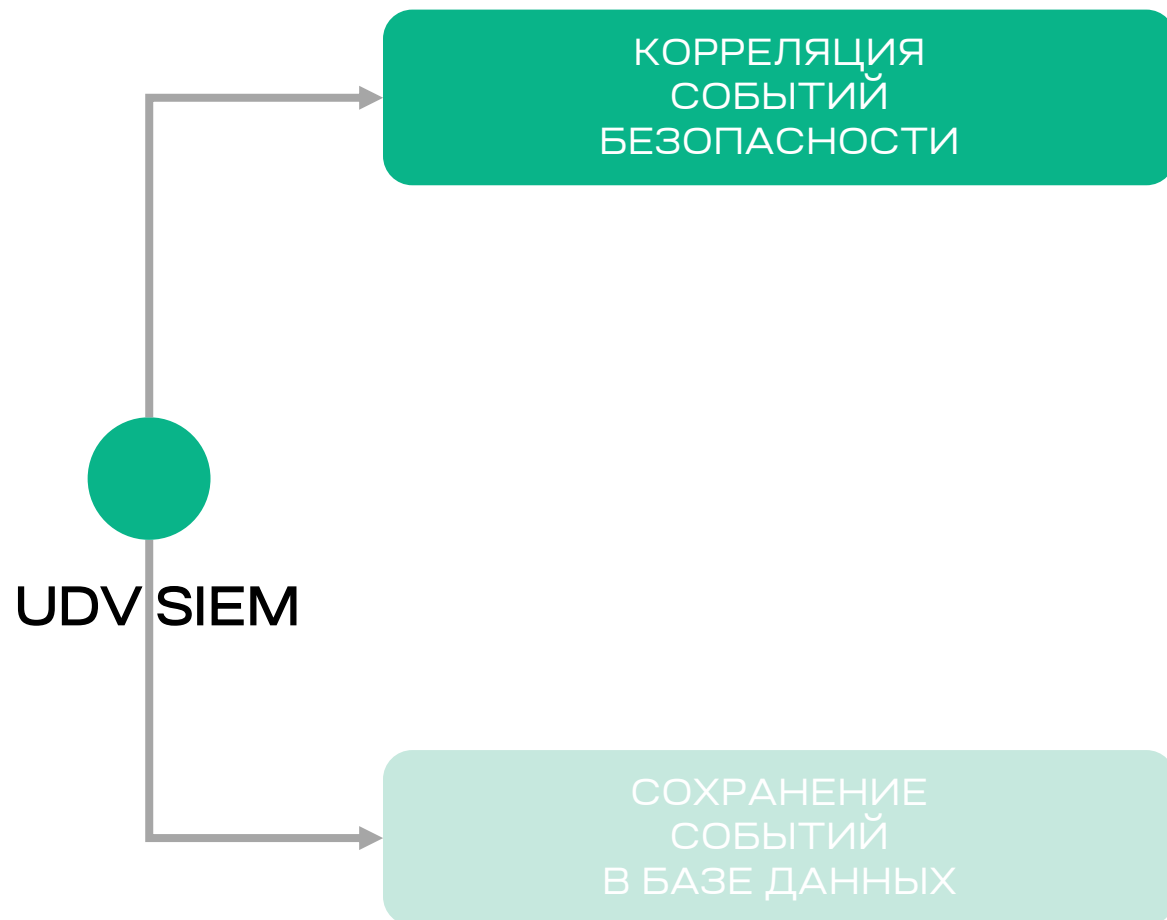 КОРРЕЛЯЦИЯ
СОБЫТИЙ
БЕЗОПАСНОСТИ
UDV SIEM
СОХРАНЕНИЕ
СОБЫТИЙ
В БАЗЕ ДАННЫХ